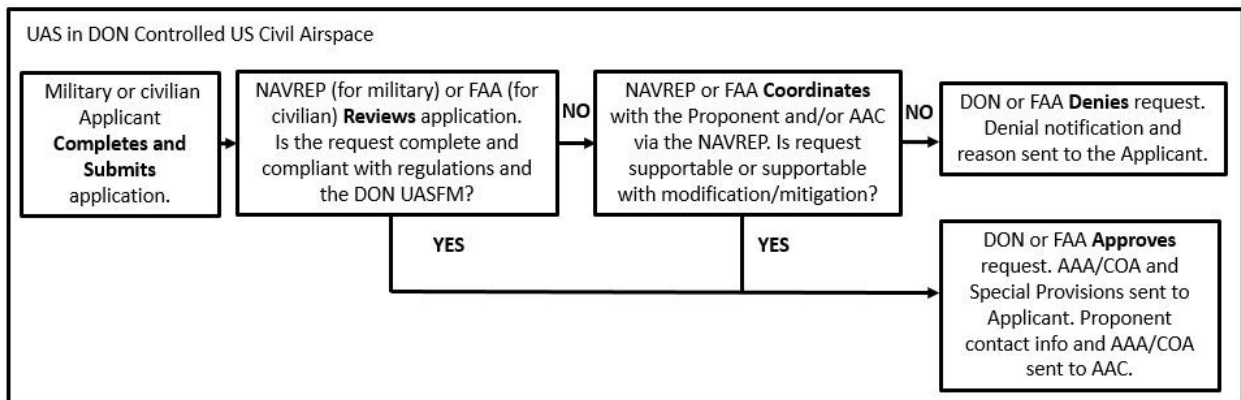 UAS in DON Controlled US Civil Airspace
Military or civilian
Applicant
Completes and
Submits
application.
NAVREP (for military) or FAA (for
civilian) Reviews application.
Is the request complete and
compliant with regulations and
the DON UASFM?
NO
NAVREP or FAA Coordinates
with the Proponent and/or AAC
via the NAVREP. Is request
supportable or supportable
with modification/mitigation?
NO
DON or FAA Denies request.
Denial notification and
reason sent to the Applicant.
YES
YES
DON or FAA Approves
request. AAA/COA and
Special Provisions sent to
Applicant. Proponent
contact info and AAA/COA
sent to AAC.